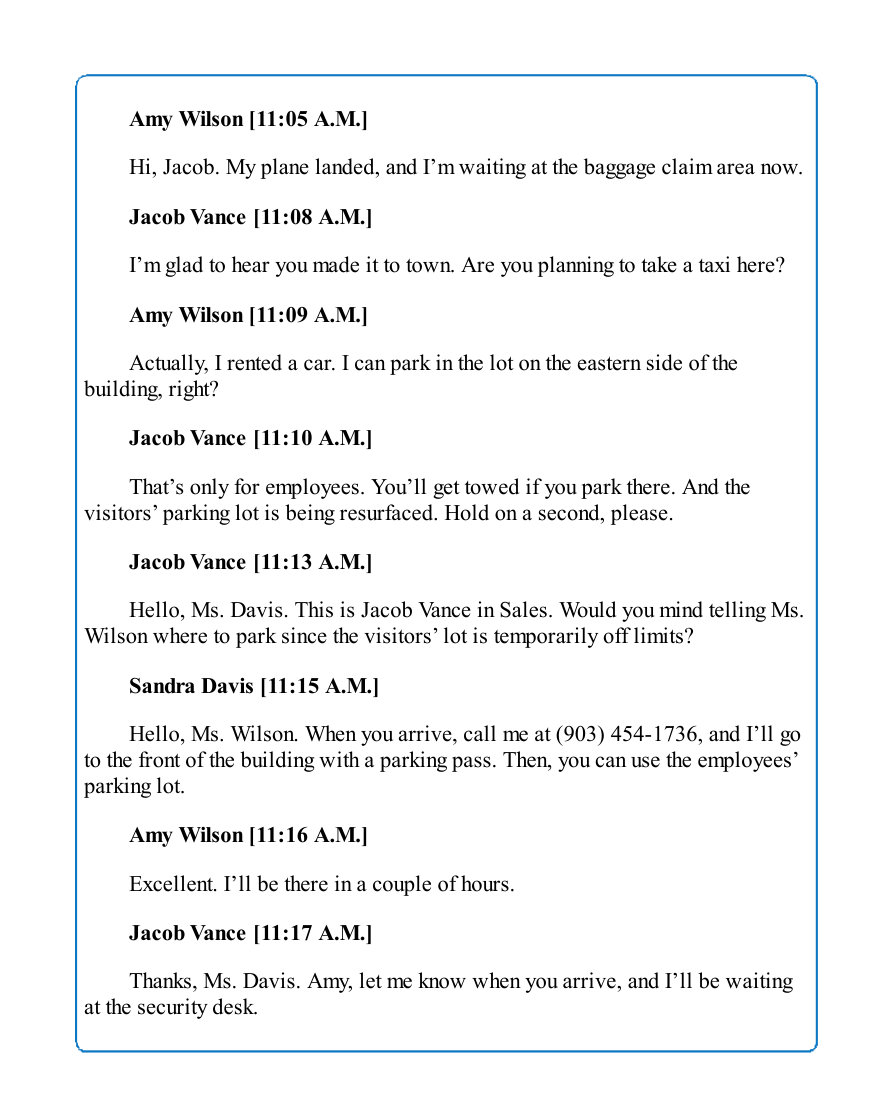 Amy Wilson [11:05 A.M.]
Hi, Jacob. My plane landed, and I’m waiting at the baggage claim area now.
Jacob Vance [11:08 A.M.]
I’m glad to hear you made it to town. Are you planning to take a taxi here?
Amy Wilson [11:09 A.M.]
Actually, I rented a car. I can park in the lot on the eastern side of the
building, right?
Jacob Vance [11:10 A.M.]
That’s only for employees. You’ll get towed if you park there. And the
visitors’ parking lot is being resurfaced. Hold on a second, please.
Jacob Vance [11:13 A.M.]
Hello, Ms. Davis. This is Jacob Vance in Sales. Would you mind telling Ms.
Wilson where to park since the visitors’ lot is temporarily off limits?
Sandra Davis [11:15 A.M.]
Hello, Ms. Wilson. When you arrive, call me at (903) 454-1736, and I’ll go
to the front of the building with a parking pass. Then, you can use the employees’
parking lot.
Amy Wilson [11:16 A.M.]
Excellent. I’ll be there in a couple of hours.
Jacob Vance [11:17 A.M.]
Thanks, Ms. Davis. Amy, let me know when you arrive, and I’ll be waiting
at the security desk.